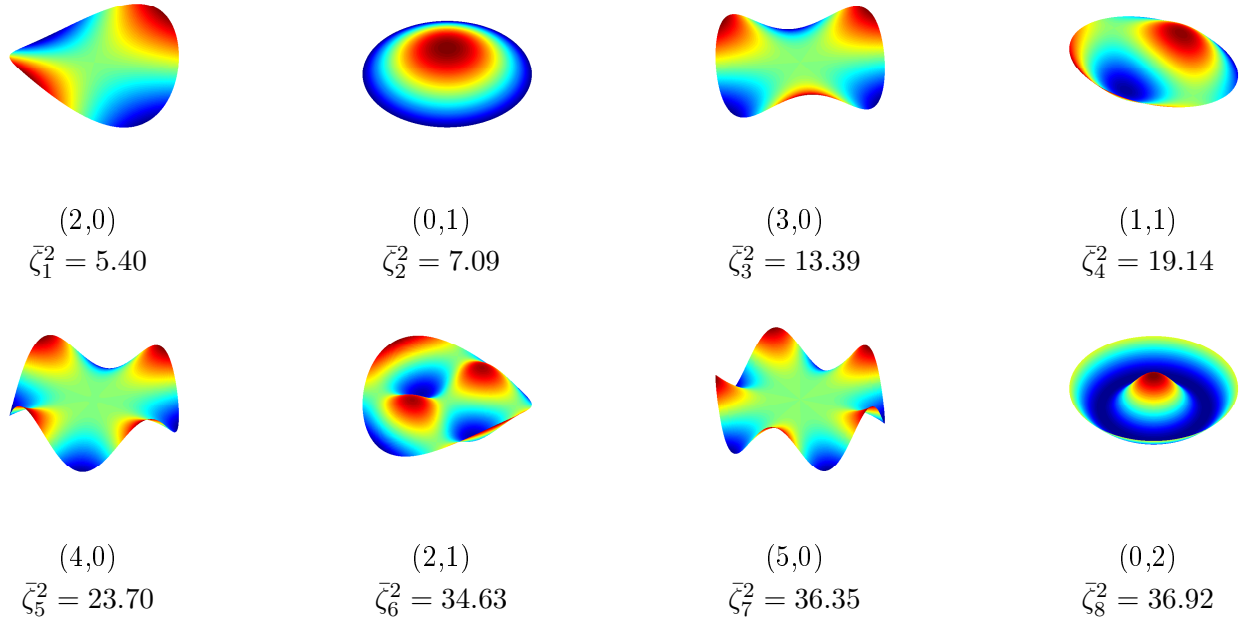 (2,0) (0,1) (3,0) (1,1)
ζ̄₁² = 5.40 ζ̄₂² = 7.09 ζ̄₃² = 13.39 ζ̄₄² = 19.14
(4,0) (2,1) (5,0) (0,2)
ζ̄₅² = 23.70 ζ̄₆² = 34.63 ζ̄₇² = 36.35 ζ̄₈² = 36.92